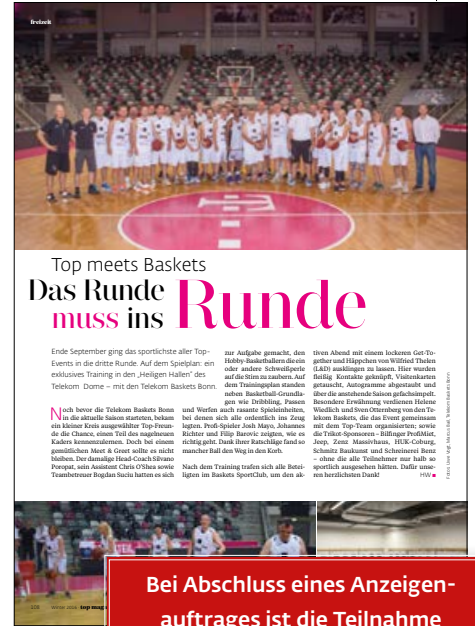 freizeit
Top meets Baskets
Das Runde
muss ins Runde
Ende September ging das sportlichste aller Top-
Events in die dritte Runde. Auf dem Spielplan: ein
exklusives Training in den „Heiligen Hallen“ des
Telekom Dome – mit den Telekom Baskets Bonn.
Noch bevor die Telekom Baskets Bonn
in die aktuelle Saison starteten, bekam
ein kleiner Kreis ausgewählter Top-Freun-
de die Chance, einen Teil des nagelneuen
Kaders kennenzulernen. Doch bei einem
gemütlichen Meet & Greet sollte es nicht
bleiben. Der damalige Head-Coach Silvano
Poropat, sein Assistent Chris O'Shea sowie
Teambetreuer Bogdan Suciu hatten es sich
zur Aufgabe gemacht, den
Hobby-Basketballern die ein
oder andere Schweißperle
auf die Stirn zu zaubern. Auf
dem Trainingsplan standen
neben Basketball-Grundla-
gen wie Dribbling, Passen
und Werfen auch rasante Spieleinheiten,
bei denen sich alle ordentlich ins Zeug
legten. Profi-Spieler Josh Mayo, Johannes
Richter und Filip Barovic zeigten, wie es
richtig geht. Dank ihrer Ratschläge fand so
mancher Ball den Weg in den Korb.
Nach dem Training trafen sich alle Betei-
ligten im Baskets SportClub, um den ak-
tiven Abend mit einem lockeren Get-To-
gether und Häppchen von Wilfried Thelen
(L&D) ausklingen zu lassen. Hier wurden
fleißig Kontakte geknüpft, Visitenkarten
getauscht, Autogramme abgestaubt und
über die anstehende Saison gefachsimpelt.
Besondere Erwähnung verdienen Helene
Wiedlich und Sven Otternberg von den Te-
lekom Baskets, die das Event gemeinsam
mit dem Top-Team organisierten; sowie
die Trikot-Sponsoren – Bilfinger ProfiMiet,
Jeep, Zenz Massivhaus, HUK-Coburg,
Schmitz Baukunst und Schreinerei Benz
– ohne die alle Teilnehmer nur halb so
sportlich ausgesehen hätten. Dafür unse-
ren herzlichsten Dank! HW
Bei Abschluss eines Anzeigen-
auftrages ist die Teilnahme